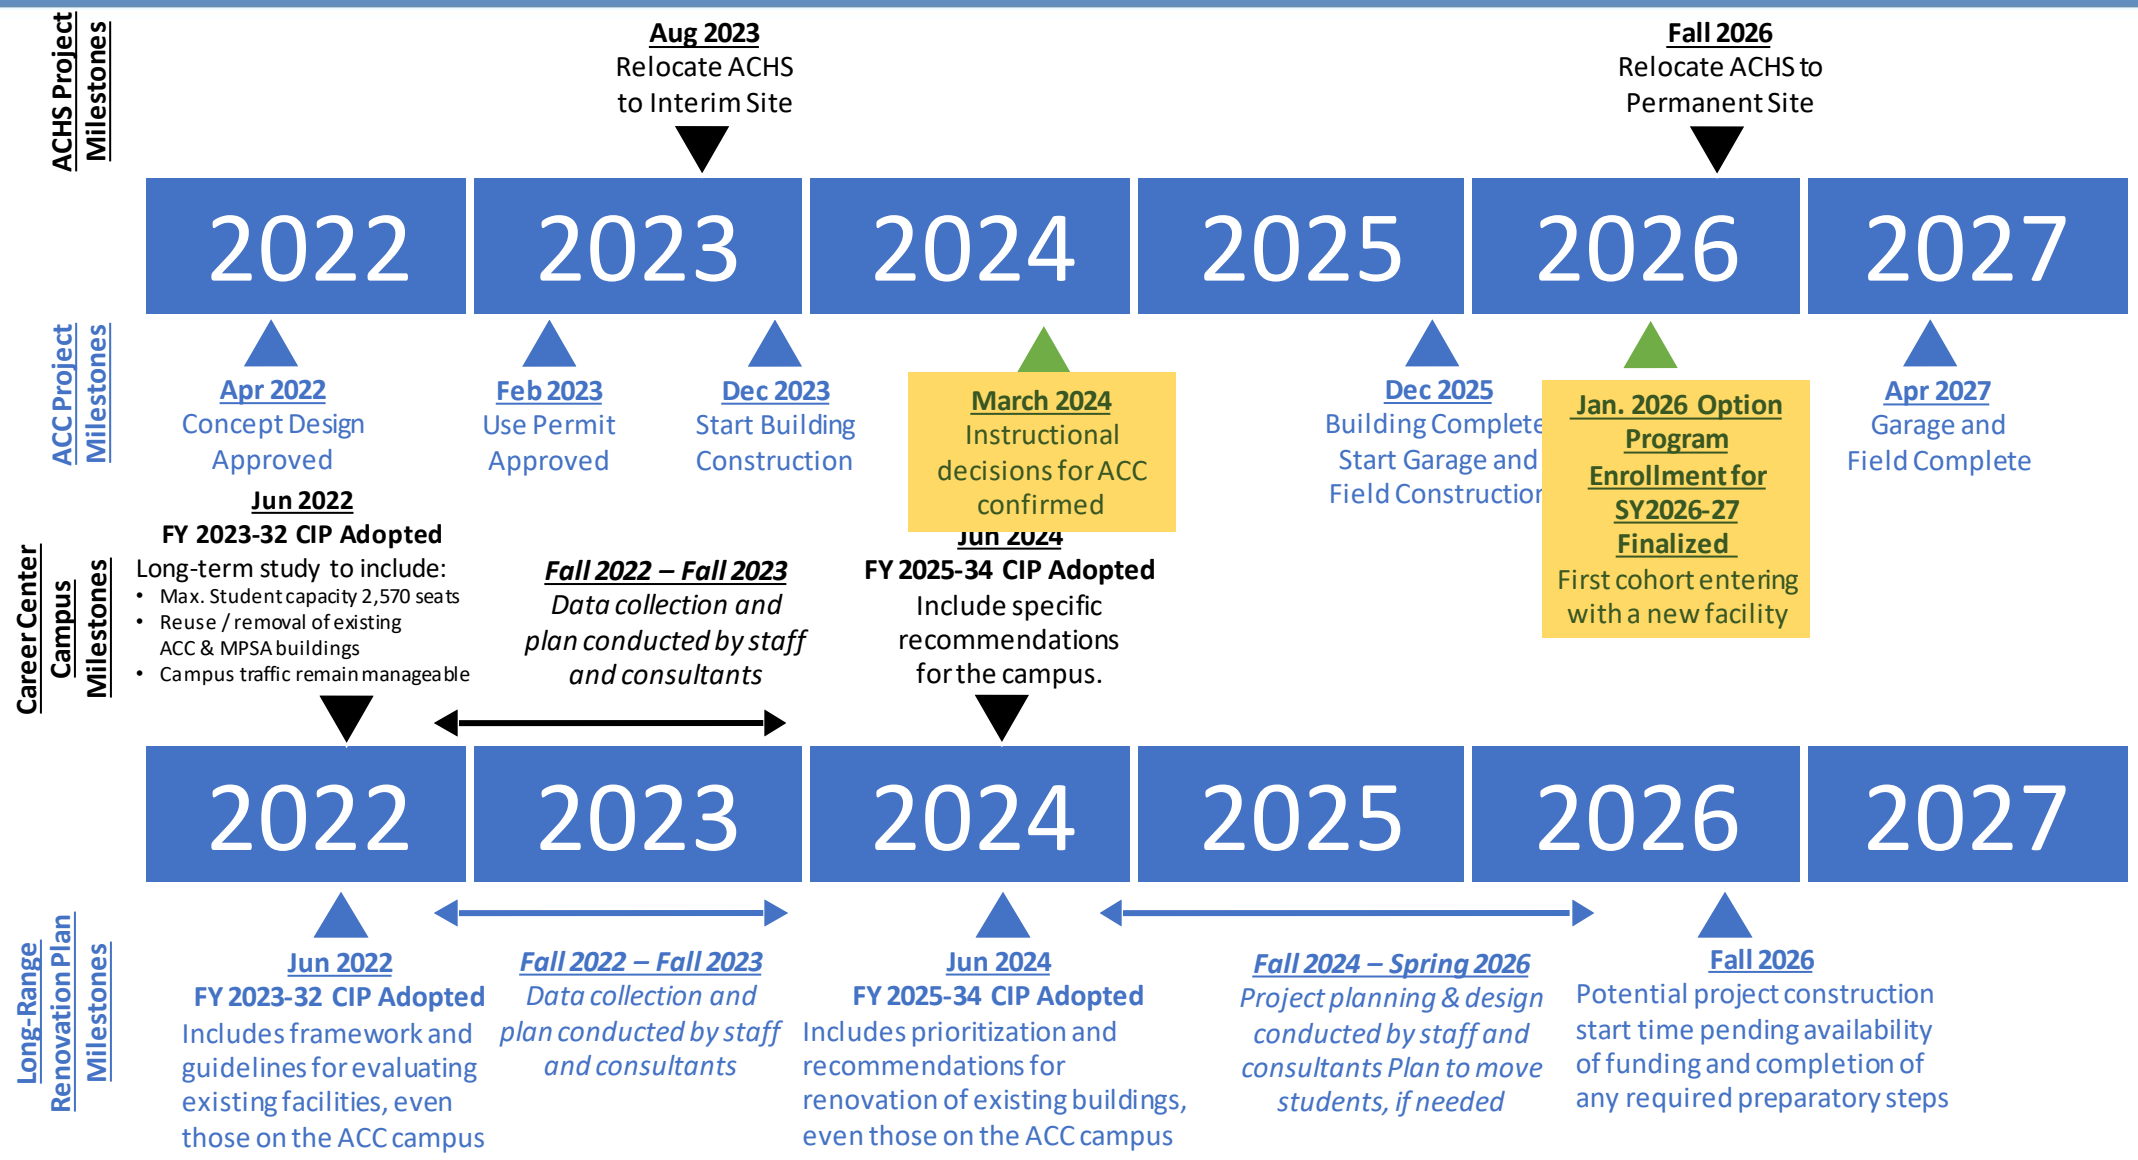 ACHS Project
Milestones
Aug 2023
Relocate ACHS
to Interim Site
Fall 2026
Relocate ACHS to
Permanent Site
2022
2023
2024
2025
2026
2027
ACC Project
Milestones
Apr 2022
Concept Design
Approved
Feb 2023
Use Permit
Approved
Dec 2023
Start Building
Construction
March 2024
Instructional
decisions for ACC
confirmed
Dec 2025
Building Complete
Start Garage and
Field Construction
Jan. 2026 Option
Program
Enrollment for
SY2026-27
Finalized
First cohort entering
with a new facility
Apr 2027
Garage and
Field Complete
Career Center
Campus
Milestones
Jun 2022
FY 2023-32 CIP Adopted
Long-term study to include:
• Max. Student capacity 2,570 seats
• Reuse / removal of existing
ACC & MPSA buildings
• Campus traffic remain manageable
Fall 2022 – Fall 2023
Data collection and
plan conducted by staff
and consultants
Jun 2024
FY 2025-34 CIP Adopted
Include specific
recommendations
for the campus.
2022
2023
2024
2025
2026
2027
Long-Range
Renovation Plan
Milestones
Jun 2022
FY 2023-32 CIP Adopted
Includes framework and
guidelines for evaluating
existing facilities, even
those on the ACC campus
Fall 2022 – Fall 2023
Data collection and
plan conducted by staff
and consultants
Jun 2024
FY 2025-34 CIP Adopted
Includes prioritization and
recommendations for
renovation of existing buildings,
even those on the ACC campus
Fall 2024 – Spring 2026
Project planning & design
conducted by staff and
consultants Plan to move
students, if needed
Fall 2026
Potential project construction
start time pending availability
of funding and completion of
any required preparatory steps